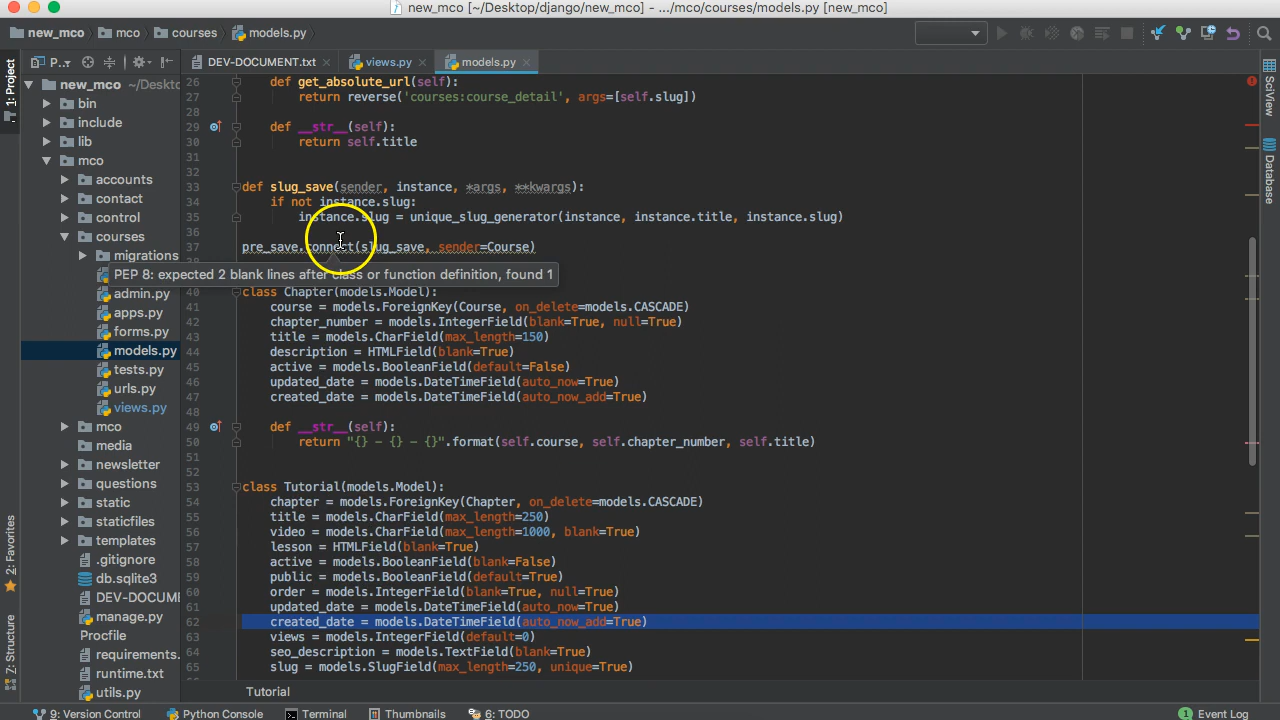 new_mco [~/Desktop/django/new_mco] - .../mco/courses/models.py [new_mco]
new_mco mco courses models.py
1: Project
P..
DEV-DOCUMENT.txt views.py models.py
new_mco ~/Deskto
bin
include
lib
mco
accounts
contact
control
courses
migrations
admin.py
apps.py
forms.py
models.py
tests.py
urls.py
views.py
mco
media
newsletter
questions
static
staticfiles
templates
.gitignore
db.sqlite3
DEV-DOCUME
manage.py
Procfile
requirements.
runtime.txt
utils.py
26 def get_absolute_url(self):
27 return reverse('courses:course_detail', args=[self.slug])
28
29 def __str__(self):
30 return self.title
31
32
33 def slug_save(sender, instance, *args, **kwargs):
34 if not instance.slug:
35 instance.slug = unique_slug_generator(instance, instance.title, instance.slug)
36
37 pre_save.connect(slug_save, sender=Course)
PEP 8: expected 2 blank lines after class or function definition, found 1
40 class Chapter(models.Model):
41 course = models.ForeignKey(Course, on_delete=models.CASCADE)
42 chapter_number = models.IntegerField(blank=True, null=True)
43 title = models.CharField(max_length=150)
44 description = HTMLField(blank=True)
45 active = models.BooleanField(default=False)
46 updated_date = models.DateTimeField(auto_now=True)
47 created_date = models.DateTimeField(auto_now_add=True)
48
49 def __str__(self):
50 return "{} - {} - {}".format(self.course, self.chapter_number, self.title)
51
52
53 class Tutorial(models.Model):
54 chapter = models.ForeignKey(Chapter, on_delete=models.CASCADE)
55 title = models.CharField(max_length=250)
56 video = models.CharField(max_length=1000, blank=True)
57 lesson = HTMLField(blank=True)
58 active = models.BooleanField(blank=False)
59 public = models.BooleanField(default=True)
60 order = models.IntegerField(blank=True, null=True)
61 updated_date = models.DateTimeField(auto_now=True)
62 created_date = models.DateTimeField(auto_now_add=True)
63 views = models.IntegerField(default=0)
64 seo_description = models.TextField(blank=True)
65 slug = models.SlugField(max_length=250, unique=True)
Tutorial
SciView
Database
2: Favorites
7: Structure
9: Version Control Python Console Terminal Thumbnails 6: TODO 1 Event Log